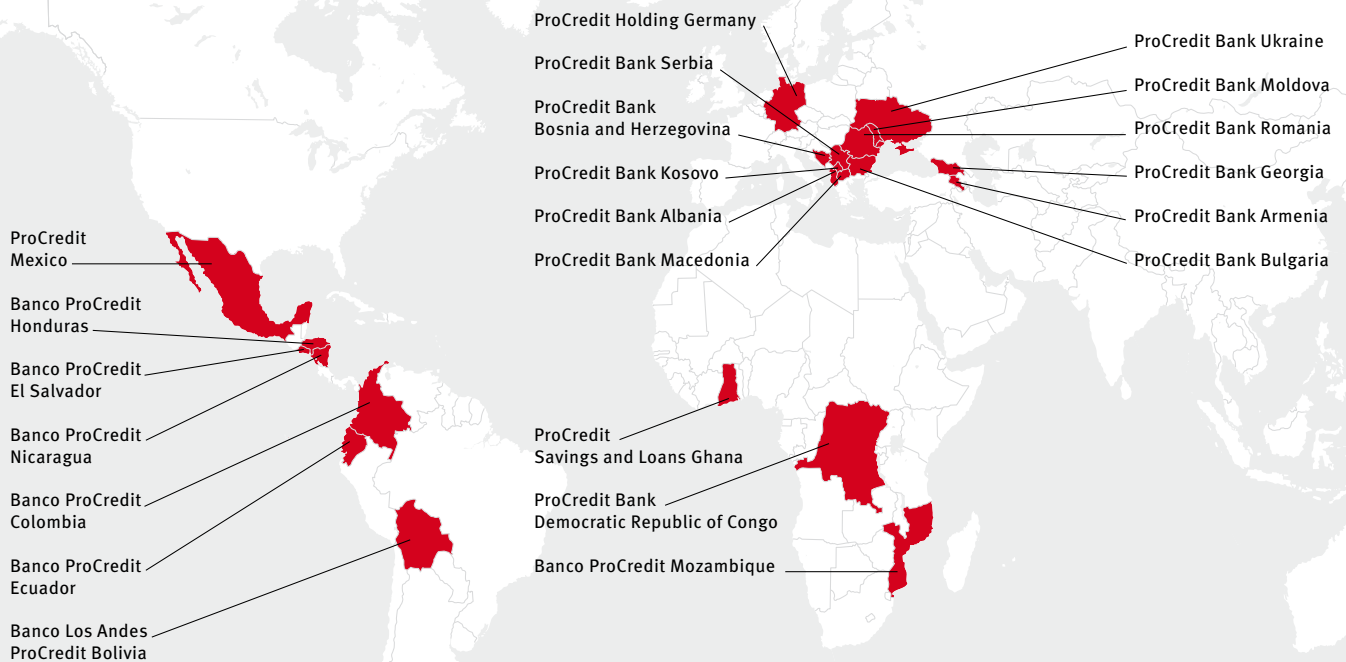 ProCredit Holding Germany
ProCredit Bank Serbia
ProCredit Bank
Bosnia and Herzegovina
ProCredit Bank Kosovo
ProCredit Bank Albania
ProCredit Bank Macedonia
ProCredit Bank Ukraine
ProCredit Bank Moldova
ProCredit Bank Romania
ProCredit Bank Georgia
ProCredit Bank Armenia
ProCredit Bank Bulgaria
ProCredit
Mexico
Banco ProCredit
Honduras
Banco ProCredit
El Salvador
Banco ProCredit
Nicaragua
Banco ProCredit
Colombia
Banco ProCredit
Ecuador
Banco Los Andes
ProCredit Bolivia
ProCredit
Savings and Loans Ghana
ProCredit Bank
Democratic Republic of Congo
Banco ProCredit Mozambique